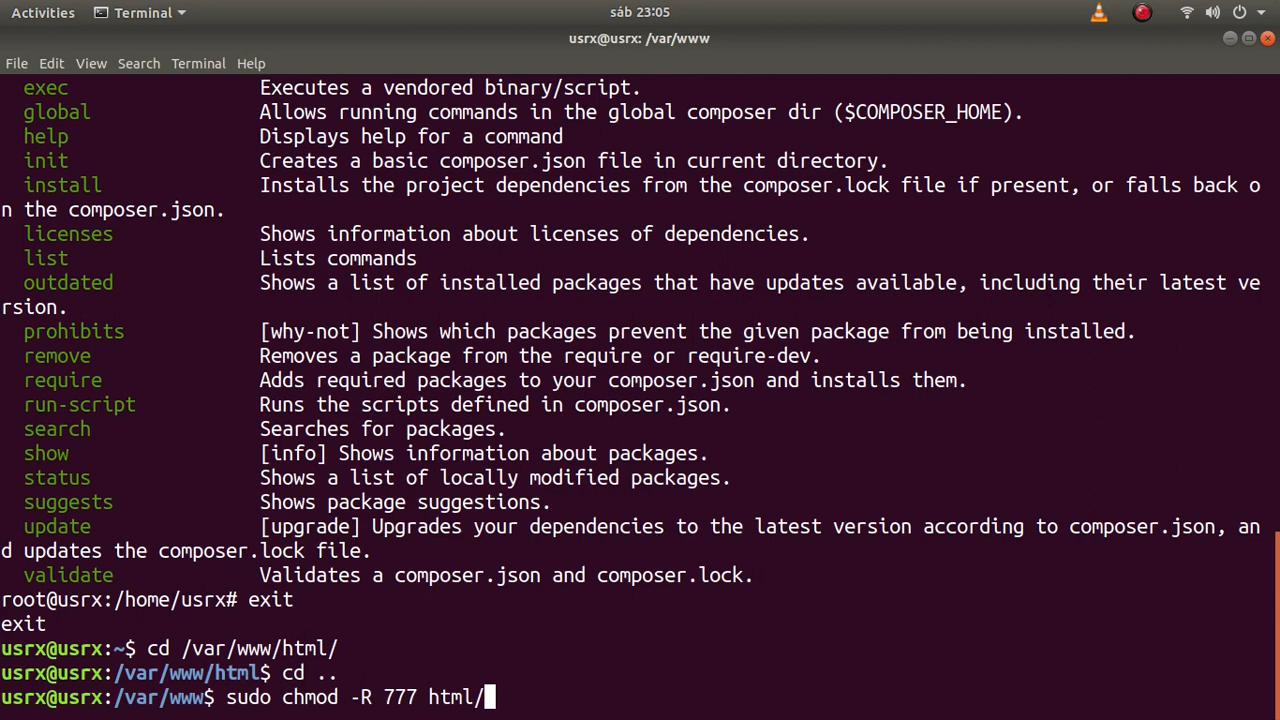 Activities Terminal sáb 23:05
usrx@usrx: /var/www
File Edit View Search Terminal Help
exec Executes a vendored binary/script.
global Allows running commands in the global composer dir ($COMPOSER_HOME).
help Displays help for a command
init Creates a basic composer.json file in current directory.
install Installs the project dependencies from the composer.lock file if present, or falls back o
n the composer.json.
licenses Shows information about licenses of dependencies.
list Lists commands
outdated Shows a list of installed packages that have updates available, including their latest ve
rsion.
prohibits [why-not] Shows which packages prevent the given package from being installed.
remove Removes a package from the require or require-dev.
require Adds required packages to your composer.json and installs them.
run-script Runs the scripts defined in composer.json.
search Searches for packages.
show [info] Shows information about packages.
status Shows a list of locally modified packages.
suggests Shows package suggestions.
update [upgrade] Upgrades your dependencies to the latest version according to composer.json, an
d updates the composer.lock file.
validate Validates a composer.json and composer.lock.
root@usrx:/home/usrx# exit
exit
usrx@usrx:~$ cd /var/www/html/
usrx@usrx:/var/www/html$ cd ..
usrx@usrx:/var/www$ sudo chmod -R 777 html/